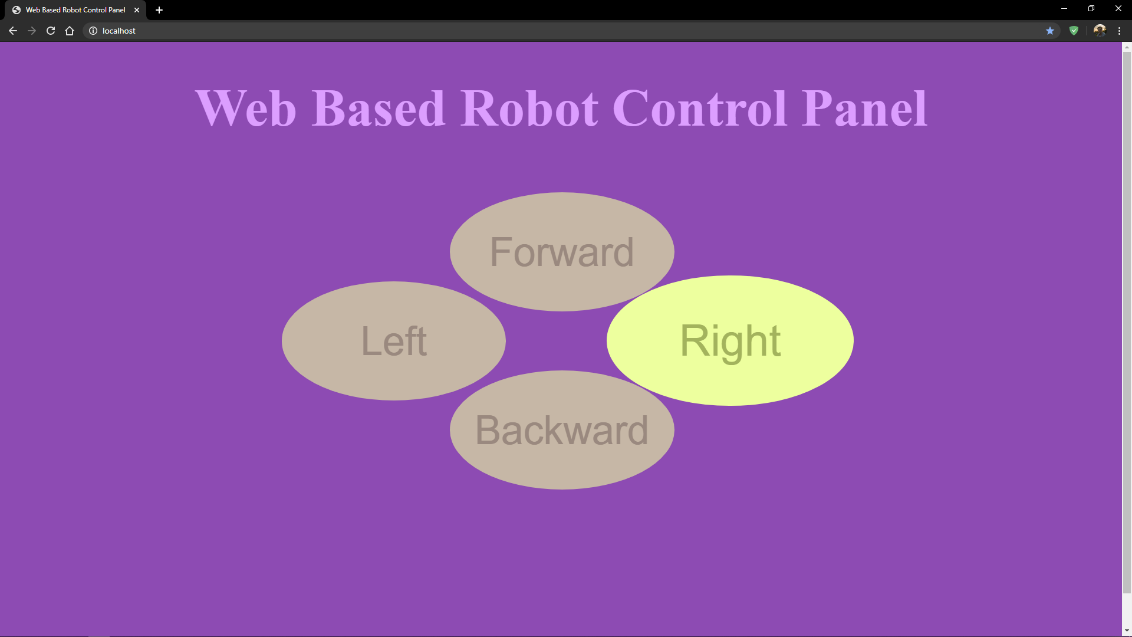 Web Based Robot Control Panel
localhost
Web Based Robot Control Panel
Forward
Left
Right
Backward